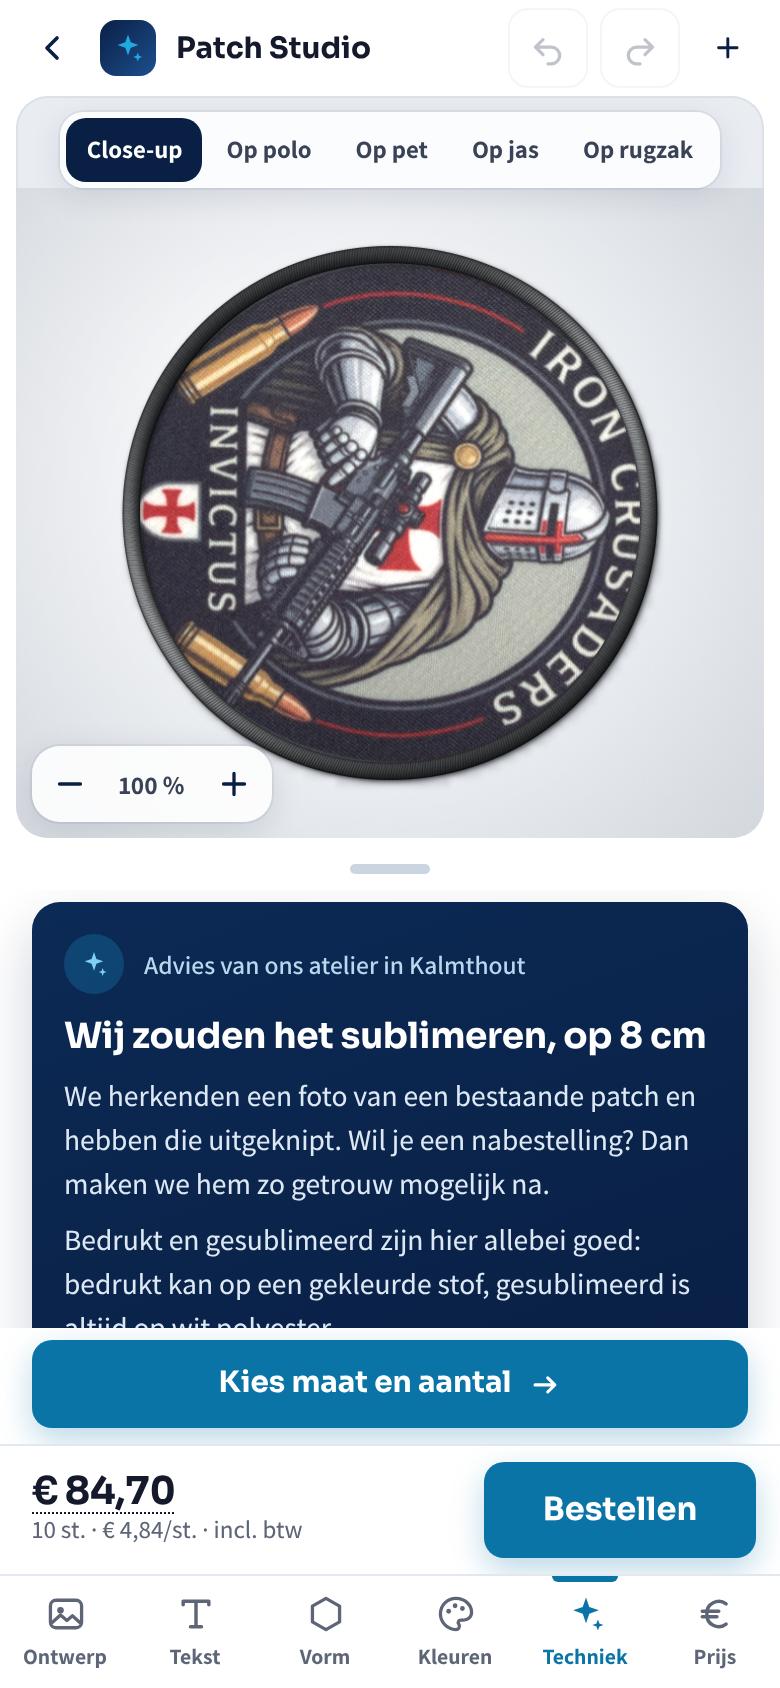 Patch Studio
Close-up
Op polo
Op pet
Op jas
Op rugzak
IRON CRUSADERS
INVICTUS
100 %
Advies van ons atelier in Kalmthout
Wij zouden het sublimeren, op 8 cm
We herkenden een foto van een bestaande patch en
hebben die uitgeknipt. Wil je een nabestelling? Dan
maken we hem zo getrouw mogelijk na.
Bedrukt en gesublimeerd zijn hier allebei goed:
bedrukt kan op een gekleurde stof, gesublimeerd is
altijd op wit polyester
Kies maat en aantal →
€ 84,70
10 st. · € 4,84/st. · incl. btw
Bestellen
Ontwerp
Tekst
Vorm
Kleuren
Techniek
Prijs